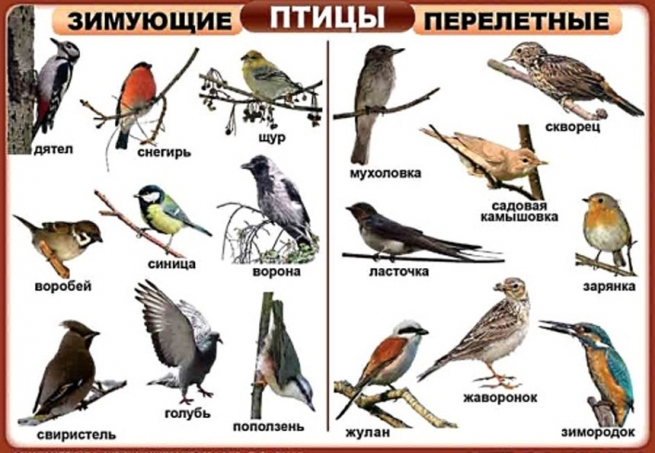 ЗИМУЮЩИЕ ПТИЦЫ ПЕРЕЛЕТНЫЕ
дятел
снегирь
щур
воробей
синица
ворона
свиристель
голубь
поползень
мухоловка
скворец
садовая
камышовка
ласточка
зарянка
жулан
жаворонок
зимородок